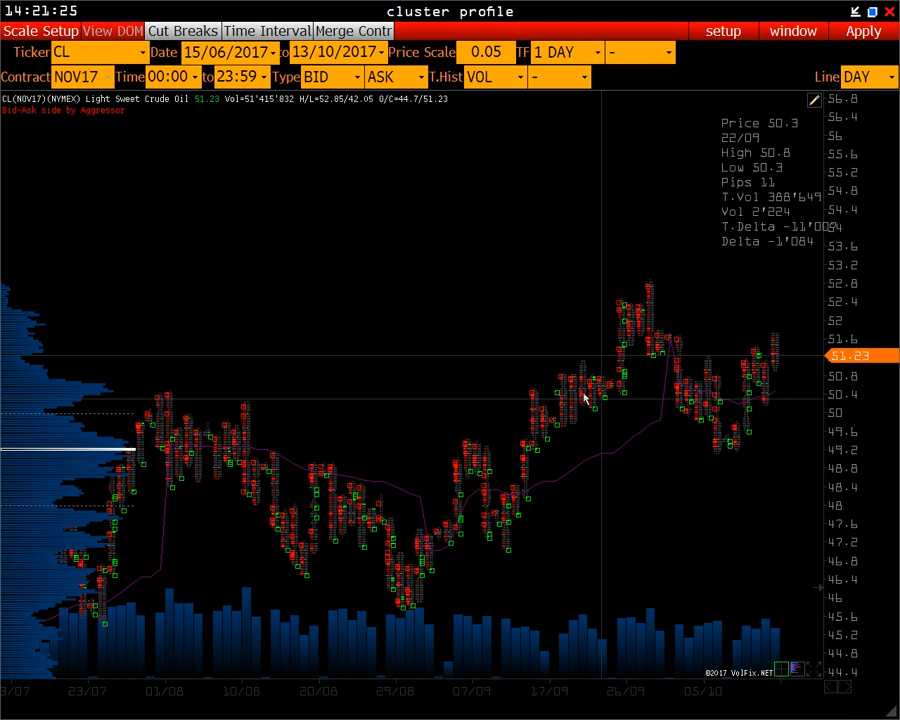 14:21:25 cluster profile
Scale Setup View DOM Cut Breaks Time Interval Merge Contr setup window Apply
Ticker CL Date 15/06/2017 to 13/10/2017 Price Scale 0.05 TF 1 DAY -
Contract NOV17 Time 00:00 to 23:59 Type BID ASK T.Hist VOL - Line DAY
CL(NOV17)(NYMEX) Light Sweet Crude Oil 51.23 Vol=51'415'832 H/L=52.85/42.05 O/C=44.7/51.23
Bid-Ask side by Aggressor
Price 50.3
22/09
High 50.8
Low 50.3
Pips 11
T.Vol 388'649
Vol 2'224
T.Delta -11'009
Delta -1'084
56.8
56.4
56
55.6
55.2
54.8
54.4
54
53.6
53.2
52.8
52.4
52
51.6
51.23
50.8
50.4
50
49.6
49.2
48.8
48.4
48
47.6
47.2
46.8
46.4
46
45.6
45.2
44.8
44.4
©2017 VolFix.NET
3/07 23/07 01/08 10/08 20/08 29/08 07/09 17/09 26/09 05/10